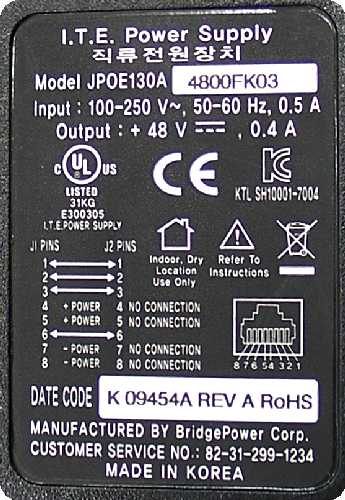 I.T.E. Power Supply
직류전원장치
Model JPOE130A 4800FK03
Input : 100-250 V~, 50-60 Hz, 0.5 A
Output : + 48 V ⎓, 0.4 A
c UL US
LISTED
31KG
E300305
I.T.E. POWER SUPPLY
CE
KC
KTL SH10001-7004
Indoor, Dry
Location
Use Only
Refer To
Instructions
J1 PINS J2 PINS
1 1
2 2
3 3
4 + POWER 4 NO CONNECTION
5 + POWER 5 NO CONNECTION
6 6
7 - POWER 7 NO CONNECTION
8 - POWER 8 NO CONNECTION
8 7 6 5 4 3 2 1
DATE CODE K 09454A REV A RoHS
MANUFACTURED BY BridgePower Corp.
CUSTOMER SERVICE NO.: 82-31-299-1234
MADE IN KOREA